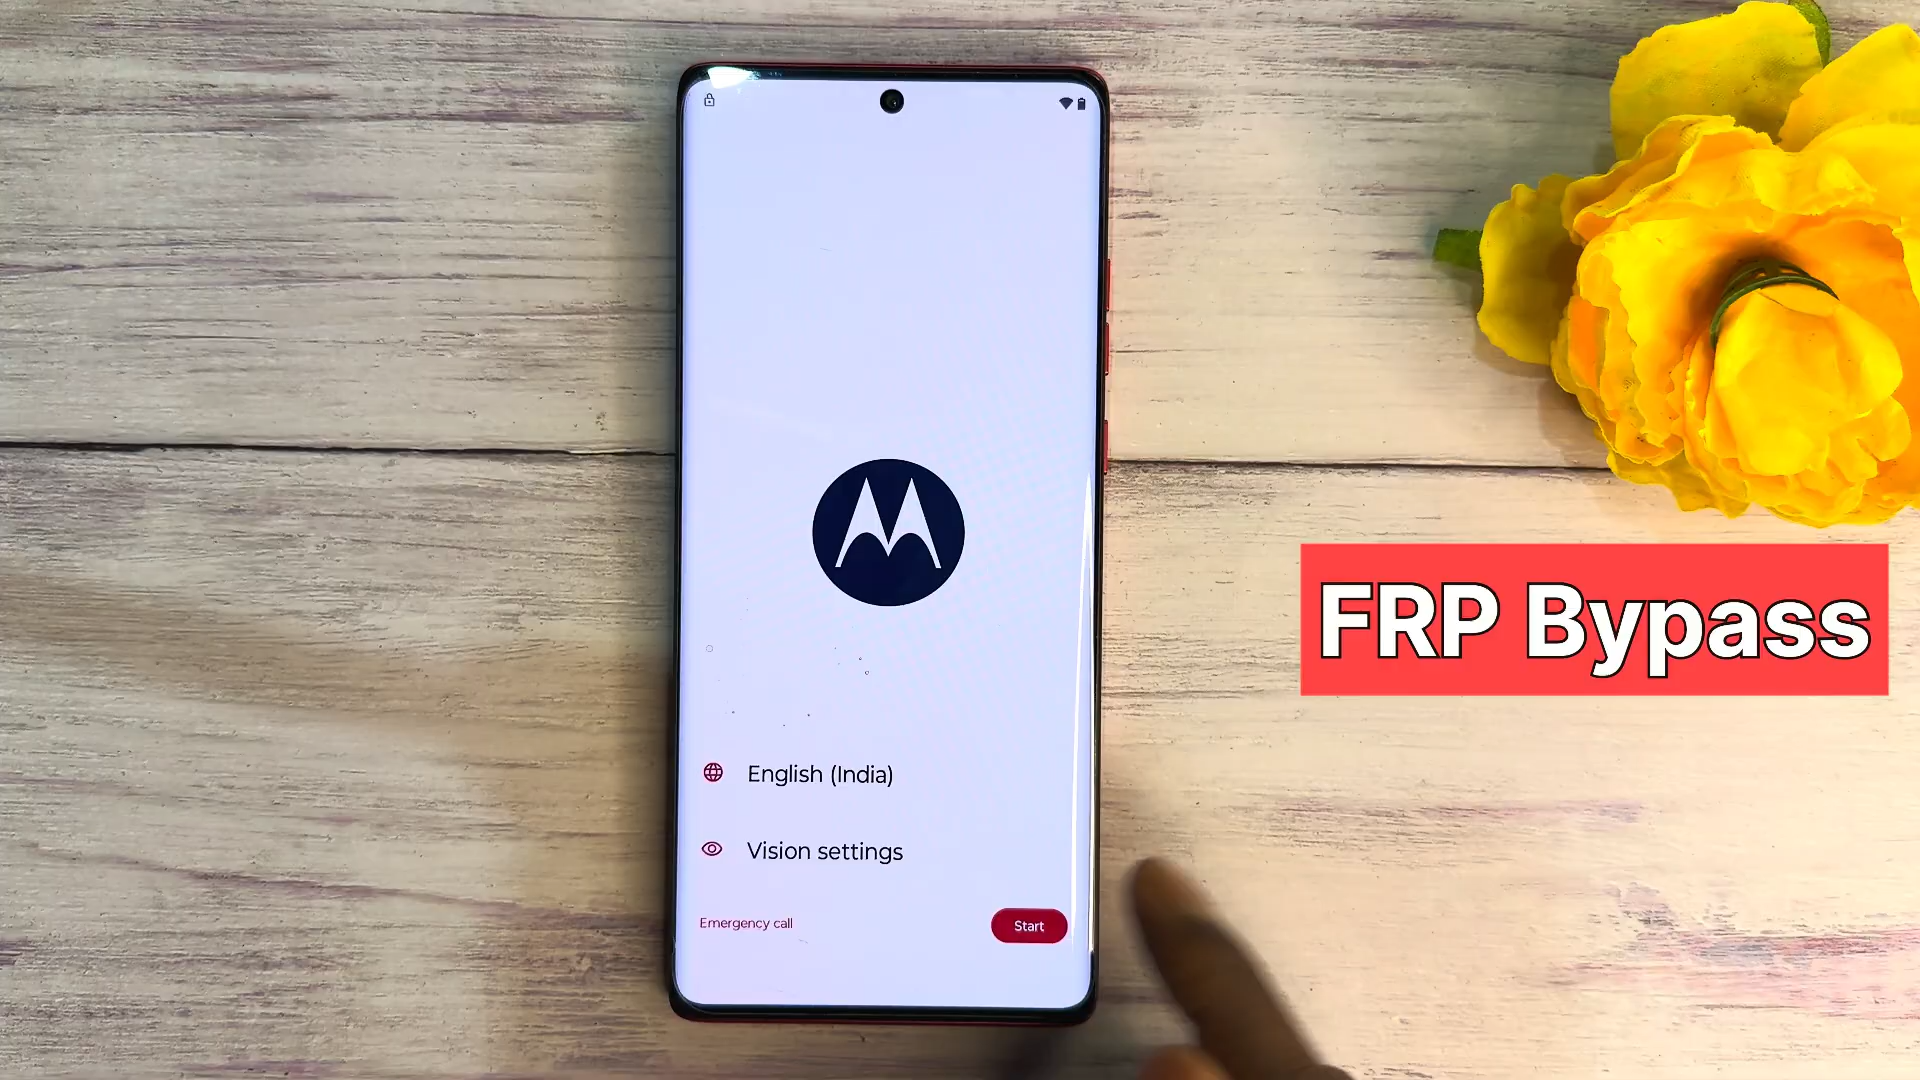 English (India)
Vision settings
Emergency call
Start
FRP Bypass